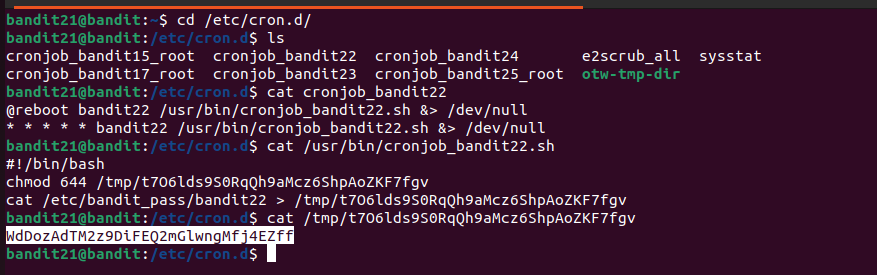 bandit21@bandit:~$ cd /etc/cron.d/
bandit21@bandit:/etc/cron.d$ ls
cronjob_bandit15_root  cronjob_bandit22  cronjob_bandit24       e2scrub_all  sysstat
cronjob_bandit17_root  cronjob_bandit23  cronjob_bandit25_root  otw-tmp-dir
bandit21@bandit:/etc/cron.d$ cat cronjob_bandit22
@reboot bandit22 /usr/bin/cronjob_bandit22.sh &> /dev/null
* * * * * bandit22 /usr/bin/cronjob_bandit22.sh &> /dev/null
bandit21@bandit:/etc/cron.d$ cat /usr/bin/cronjob_bandit22.sh
#!/bin/bash
chmod 644 /tmp/t7O6lds9S0RqQh9aMcz6ShpAoZKF7fgv
cat /etc/bandit_pass/bandit22 > /tmp/t7O6lds9S0RqQh9aMcz6ShpAoZKF7fgv
bandit21@bandit:/etc/cron.d$ cat /tmp/t7O6lds9S0RqQh9aMcz6ShpAoZKF7fgv
WdDozAdTM2z9DiFEQ2mGlwngMfj4EZff
bandit21@bandit:/etc/cron.d$